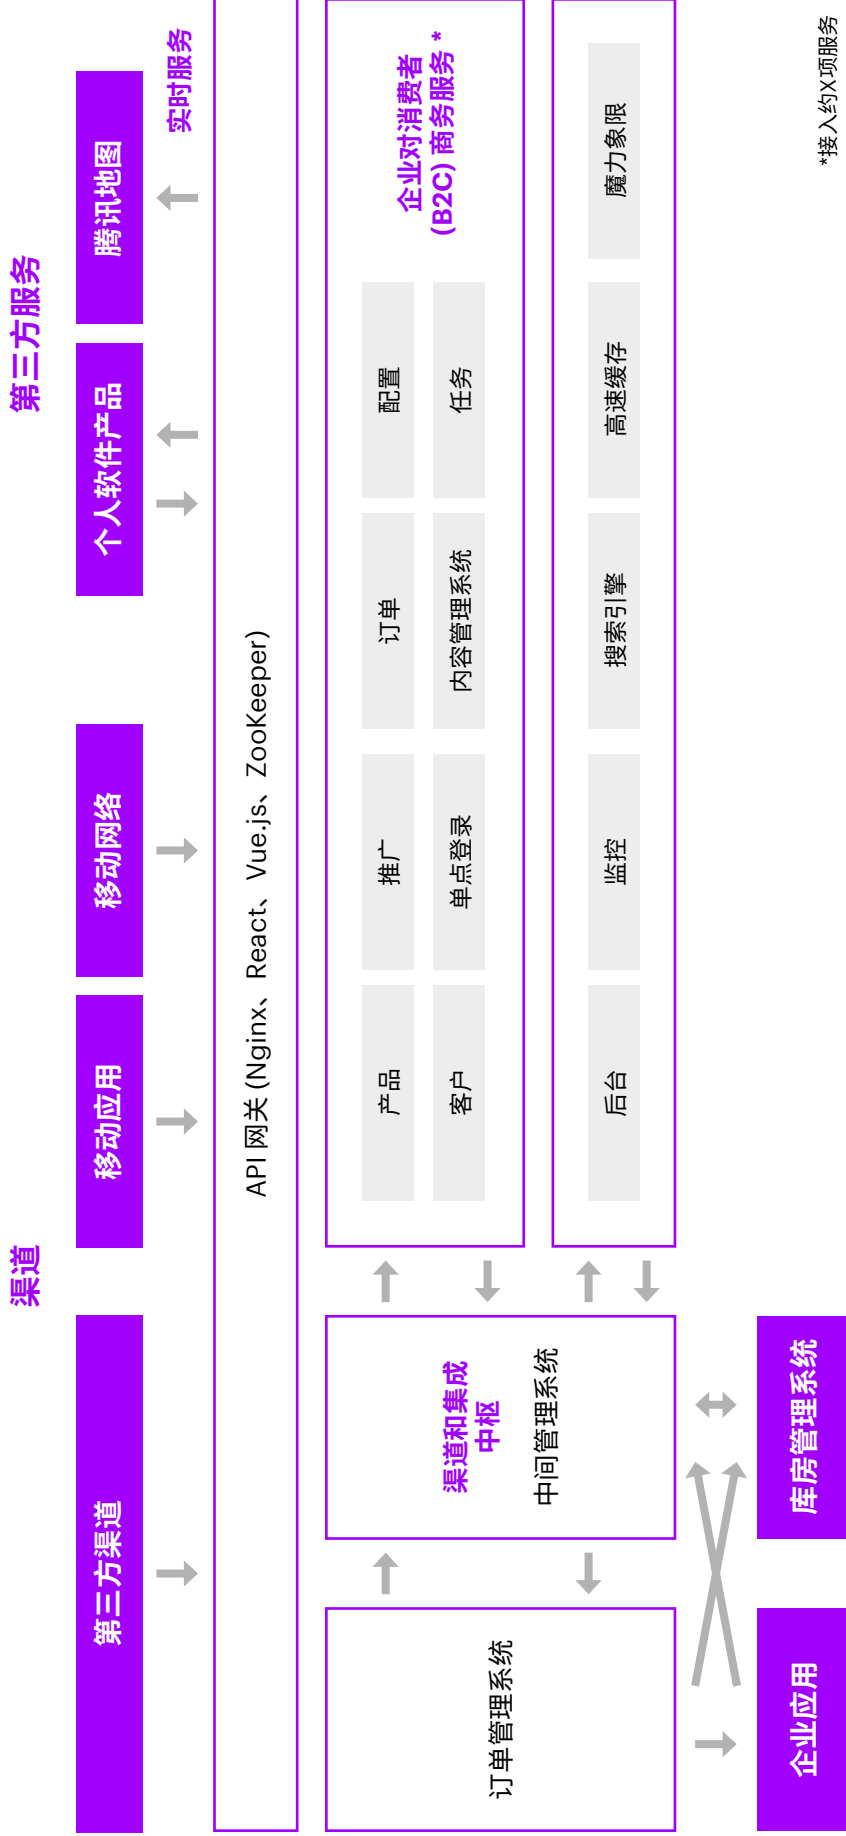 渠道
第三方服务
第三方渠道
移动应用
移动网络
个人软件产品
腾讯地图
实时服务
API 网关 (Nginx、React、Vue.js、ZooKeeper)
订单管理系统
渠道和集成
中枢
中间管理系统
产品
推广
订单
配置
客户
单点登录
内容管理系统
任务
企业对消费者
(B2C) 商务服务 *
后台
监控
搜索引擎
高速缓存
魔力象限
企业应用
库房管理系统
*接入约X项服务